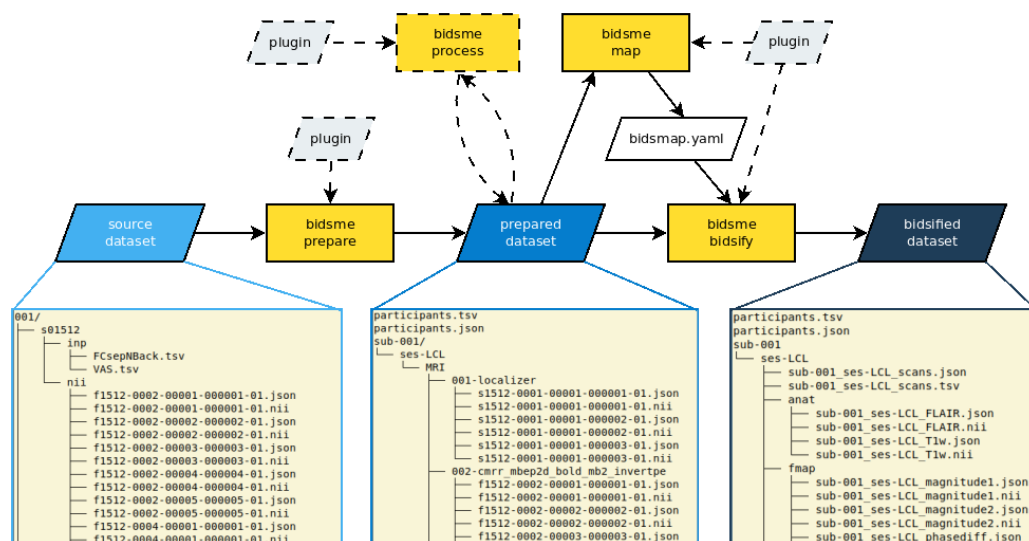 plugin
bidsme
process
bidsme
map
plugin
plugin
bidsmap.yaml
source
dataset
bidsme
prepare
prepared
dataset
bidsme
bidsify
bidsified
dataset
001/
s01512
inp
FCsepNBack.tsv
VAS.tsv
nii
f1512-0002-00001-000001-01.json
f1512-0002-00001-000001-01.nii
f1512-0002-00002-000002-01.json
f1512-0002-00002-000002-01.nii
f1512-0002-00003-000003-01.json
f1512-0002-00003-000003-01.nii
f1512-0002-00004-000004-01.json
f1512-0002-00004-000004-01.nii
f1512-0002-00005-000005-01.json
f1512-0002-00005-000005-01.nii
f1512-0004-00001-000001-01.json
f1512-0004-00001-000001-01.nii
participants.tsv
participants.json
sub-001/
ses-LCL
MRI
001-localizer
s1512-0001-00001-000001-01.json
s1512-0001-00001-000001-01.nii
s1512-0001-00001-000002-01.json
s1512-0001-00001-000002-01.nii
s1512-0001-00001-000003-01.json
s1512-0001-00001-000003-01.nii
002-cmrr_mbep2d_bold_mb2_invertpe
f1512-0002-00001-000001-01.json
f1512-0002-00001-000001-01.nii
f1512-0002-00002-000002-01.json
f1512-0002-00002-000002-01.nii
f1512-0002-00003-000003-01.json
participants.tsv
participants.json
sub-001
ses-LCL
sub-001_ses-LCL_scans.json
sub-001_ses-LCL_scans.tsv
anat
sub-001_ses-LCL_FLAIR.json
sub-001_ses-LCL_FLAIR.nii
sub-001_ses-LCL_T1w.json
sub-001_ses-LCL_T1w.nii
fmap
sub-001_ses-LCL_magnitude1.json
sub-001_ses-LCL_magnitude1.nii
sub-001_ses-LCL_magnitude2.json
sub-001_ses-LCL_magnitude2.nii
sub-001_ses-LCL_phasediff.json